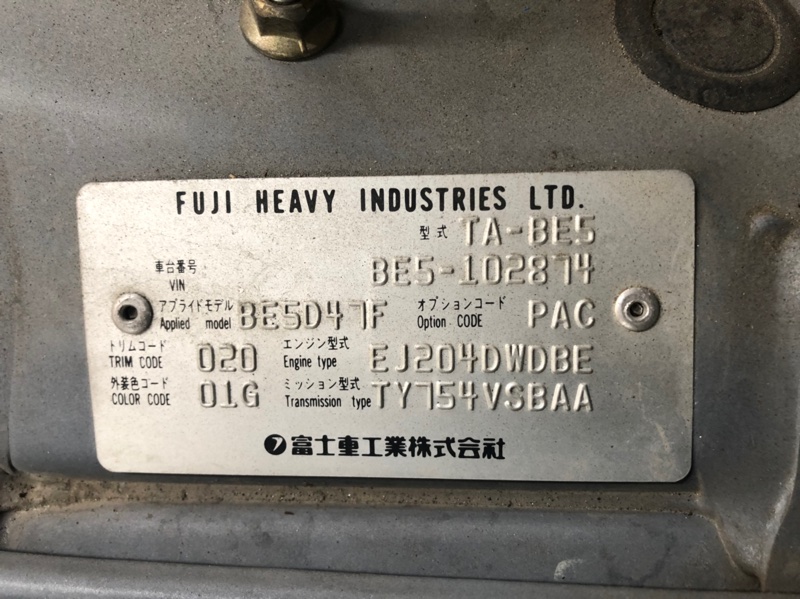 FUJI HEAVY INDUSTRIES LTD.
型式 TA-BE5
車台番号 VIN BE5-102874
アプライドモデル Applied model BE5D47F オプションコード Option CODE PAC
トリムコード TRIM CODE 020 エンジン型式 Engine type EJ204DWDBE
外装色コード COLOR CODE 01G ミッション型式 Transmission type TY754VSBAA
富士重工業株式会社